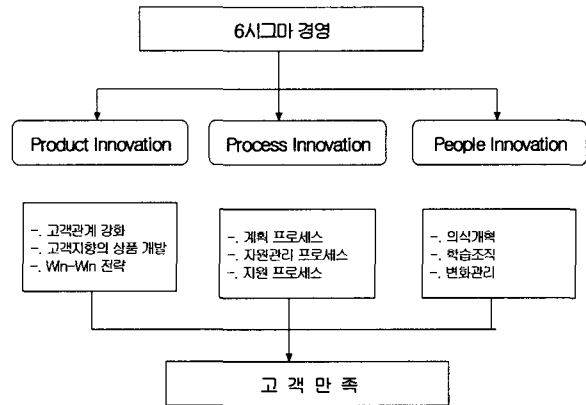 6시그마 경영
Product Innovation
Process Innovation
People Innovation
-. 고객관계 강화
-. 고객지향의 상품 개발
-. Win-Win 전략
-. 계획 프로세스
-. 자원관리 프로세스
-. 지원 프로세스
-. 의식개혁
-. 학습조직
-. 변화관리
고 객 만 족